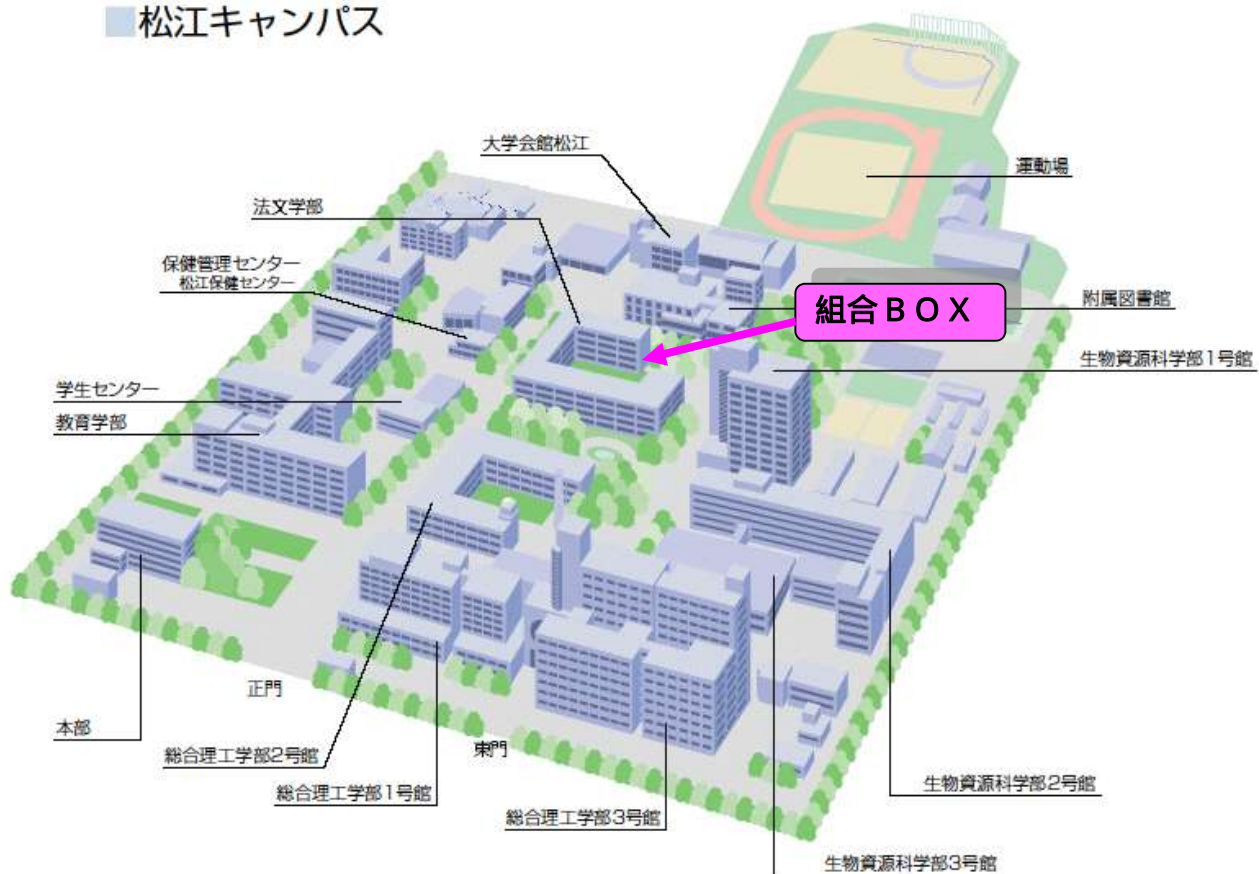 松江キャンパス
大学会館松江
運動場
法文学部
保健管理センター
松江保健センター
附属図書館
組合ＢＯＸ
生物資源科学部1号館
学生センター
教育学部
正門
本部
東門
総合理工学部2号館
総合理工学部1号館
生物資源科学部2号館
総合理工学部3号館
生物資源科学部3号館